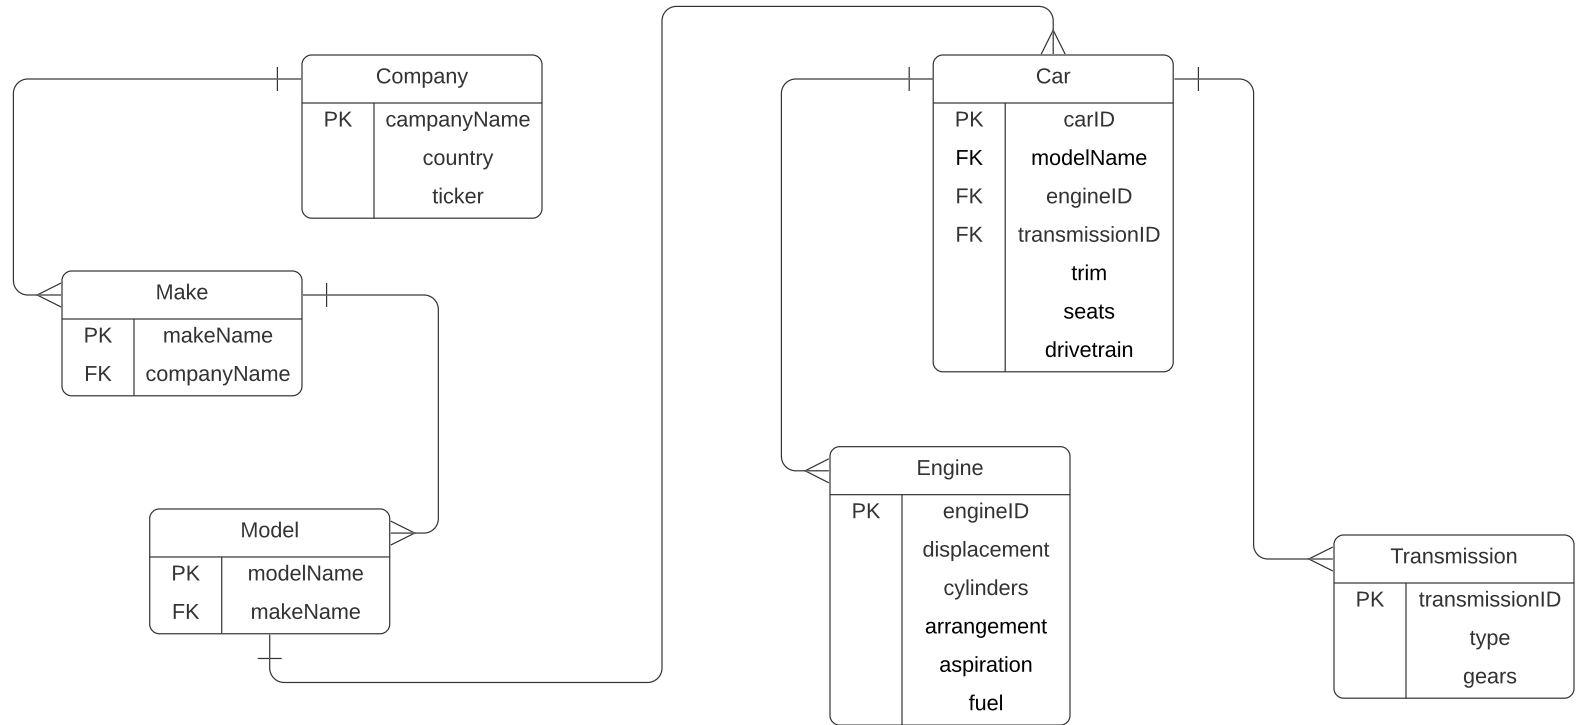 Company
PK campanyName
country
ticker
Make
PK makeName
FK companyName
Model
PK modelName
FK makeName
Car
PK carID
FK modelName
FK engineID
FK transmissionID
trim
seats
drivetrain
Engine
PK engineID
displacement
cylinders
arrangement
aspiration
fuel
Transmission
PK transmissionID
type
gears